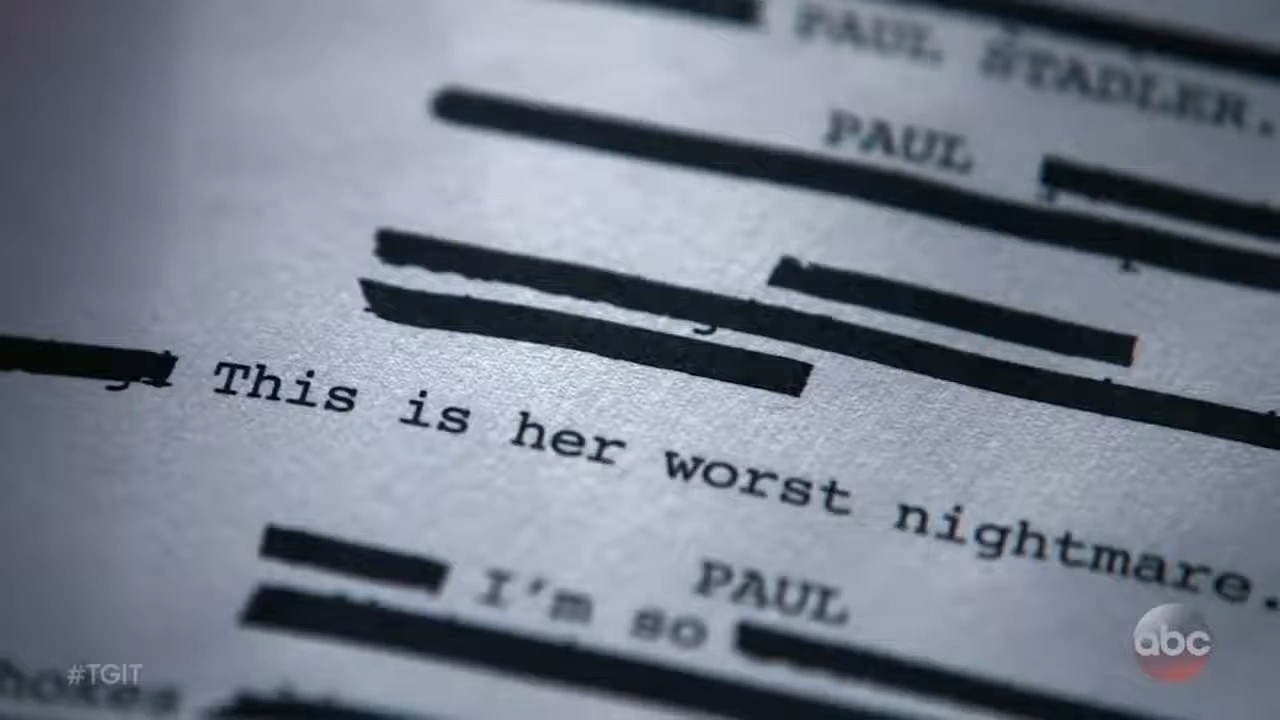 PAUL STADLER.
PAUL
This is her worst nightmare.
PAUL
I'm so
#TGIT
abc